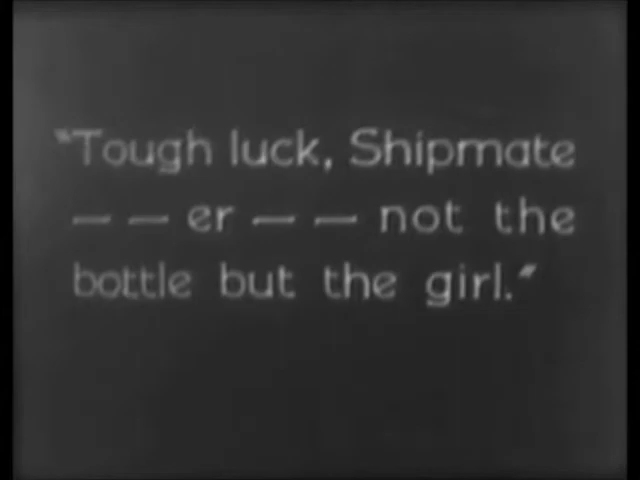 "Tough luck, Shipmate
— — er — — not the
bottle but the girl."